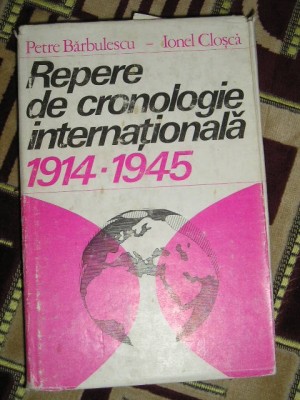 Petre Bărbulescu – Ionel Cloșcă
Repere
de cronologie
internațională
1914 · 1945